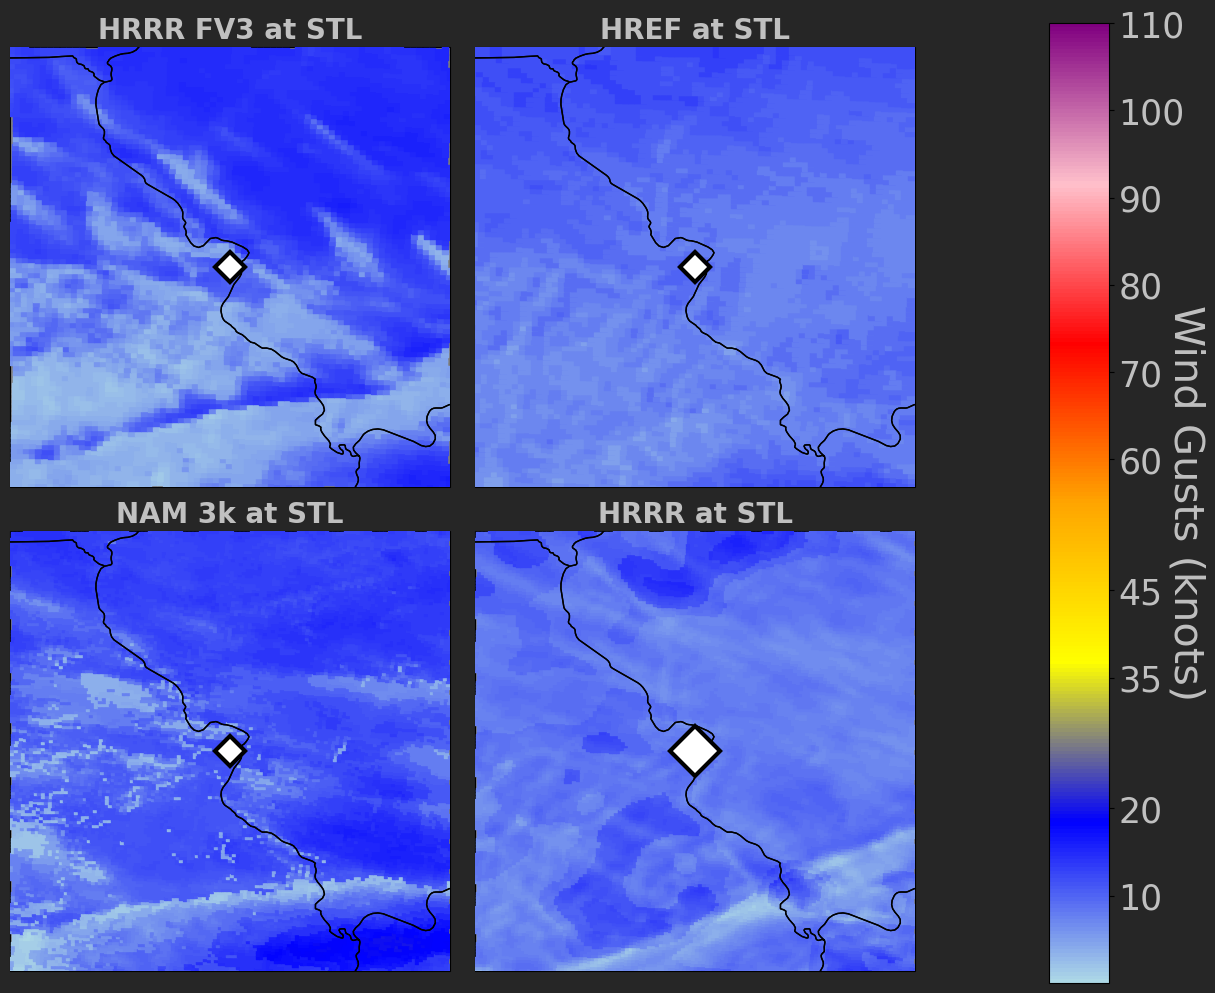 HRRR FV3 at STL
HREF at STL
NAM 3k at STL
HRRR at STL
110
100
90
80
70
60
45
35
20
10
Wind Gusts (knots)